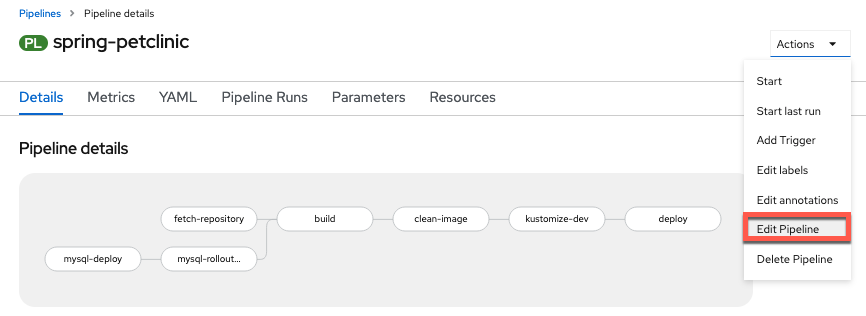 Pipelines > Pipeline details
PL spring-petclinic
Actions
Start
Start last run
Add Trigger
Edit labels
Edit annotations
Edit Pipeline
Delete Pipeline
Details Metrics YAML Pipeline Runs Parameters Resources
Pipeline details
fetch-repository build clean-image kustomize-dev deploy
mysql-deploy mysql-rollout...